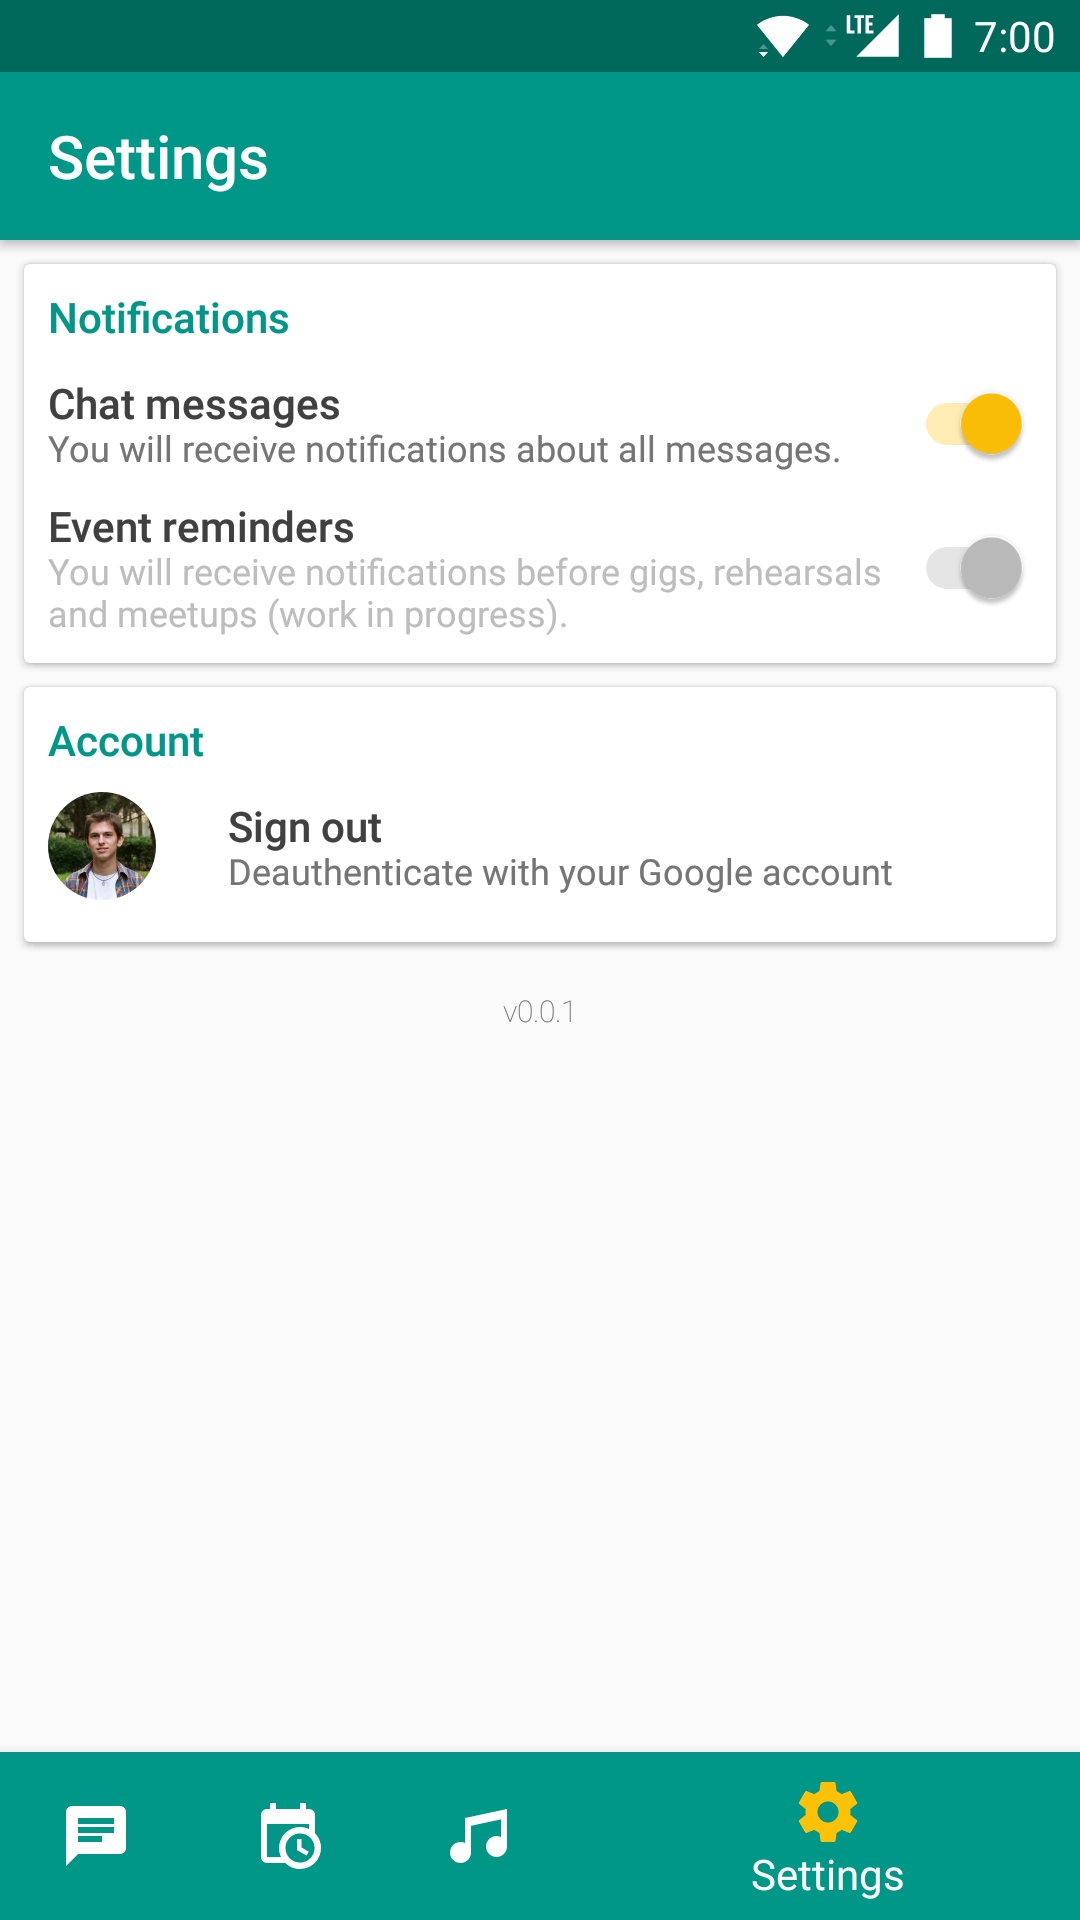 LTE 7:00
Settings
Notifications
Chat messages
You will receive notifications about all messages.
Event reminders
You will receive notifications before gigs, rehearsals
and meetups (work in progress).
Account
Sign out
Deauthenticate with your Google account
v0.0.1
Settings